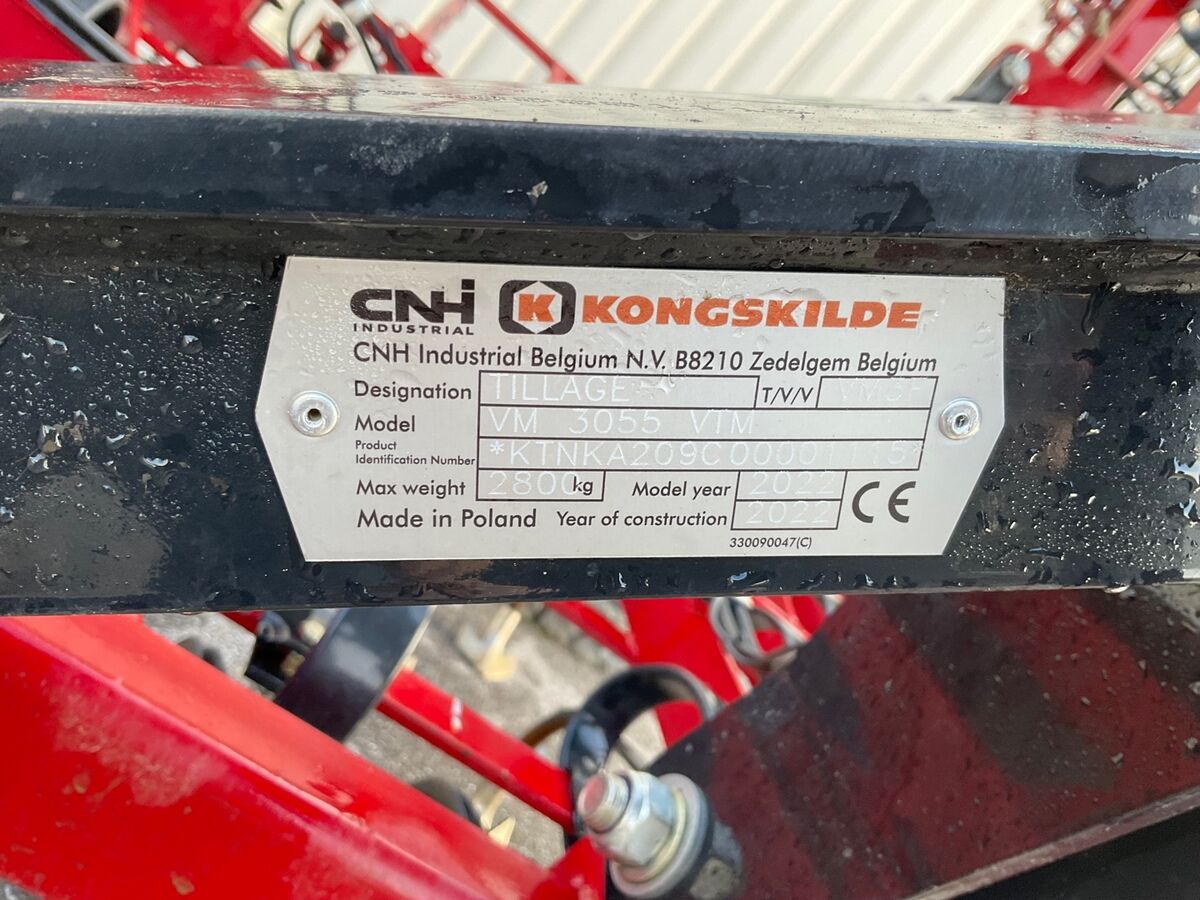 CNH INDUSTRIAL K KONGSKILDE
CNH Industrial Belgium N.V. B8210 Zedelgem Belgium
Designation TILLAGE T/V/V
Model VM 3055 VTM
Product Identification Number
Max weight 2800 kg Model year 2022 CE
Made in Poland Year of construction 2022
330090047(C)